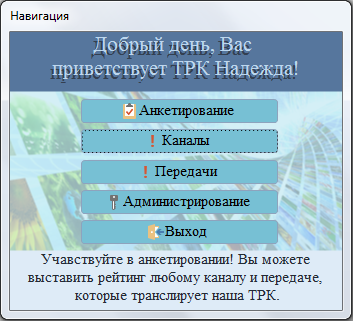 Навигация
Добрый день, Вас
приветствует ТРК Надежда!
Анкетирование
Каналы
Передачи
Администрирование
Выход
Учавствуйте в анкетировании! Вы можете
выставить рейтинг любому каналу и передаче,
которые транслирует наша ТРК.